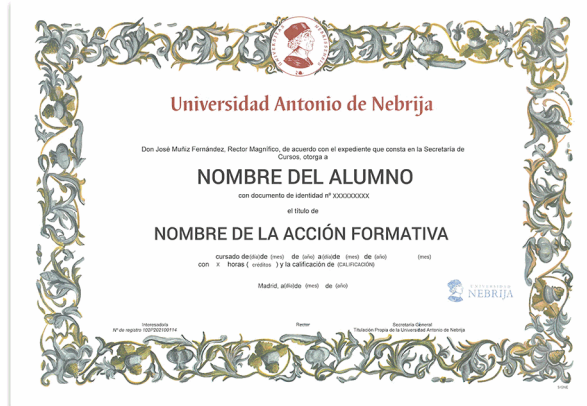 Universidad Antonio de Nebrija
Don José Muñiz Fernández, Rector Magnífico, de acuerdo con el expediente que consta en la Secretaría de
Cursos, otorga a
NOMBRE DEL ALUMNO
con documento de identidad nº XXXXXXXXX
el título de
NOMBRE DE LA ACCIÓN FORMATIVA
cursado de(día)de (mes) de (año) a(día)de (mes) de (año) (mes)
con X horas ( créditos ) y la calificación de (CALIFICACIÓN)
Madrid, a(día)de (mes) de (año)
UNIVERSIDAD
NEBRIJA
Interesado/a Rector Secretaría General
Nº de registro 100P202100114 Titulación Propia de la Universidad Antonio de Nebrija